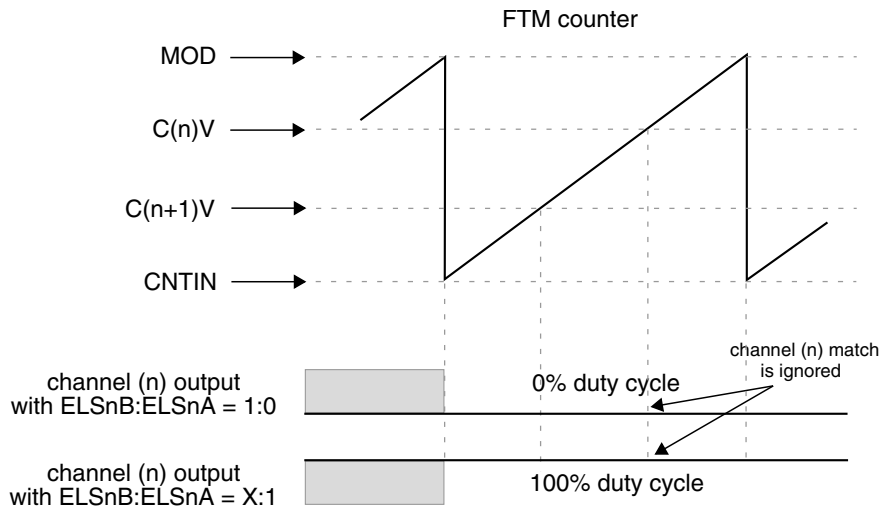 FTM counter
MOD
C(n)V
C(n+1)V
CNTIN
channel (n) match
is ignored
channel (n) output
with ELSnB:ELSnA = 1:0
0% duty cycle
channel (n) output
with ELSnB:ELSnA = X:1
100% duty cycle